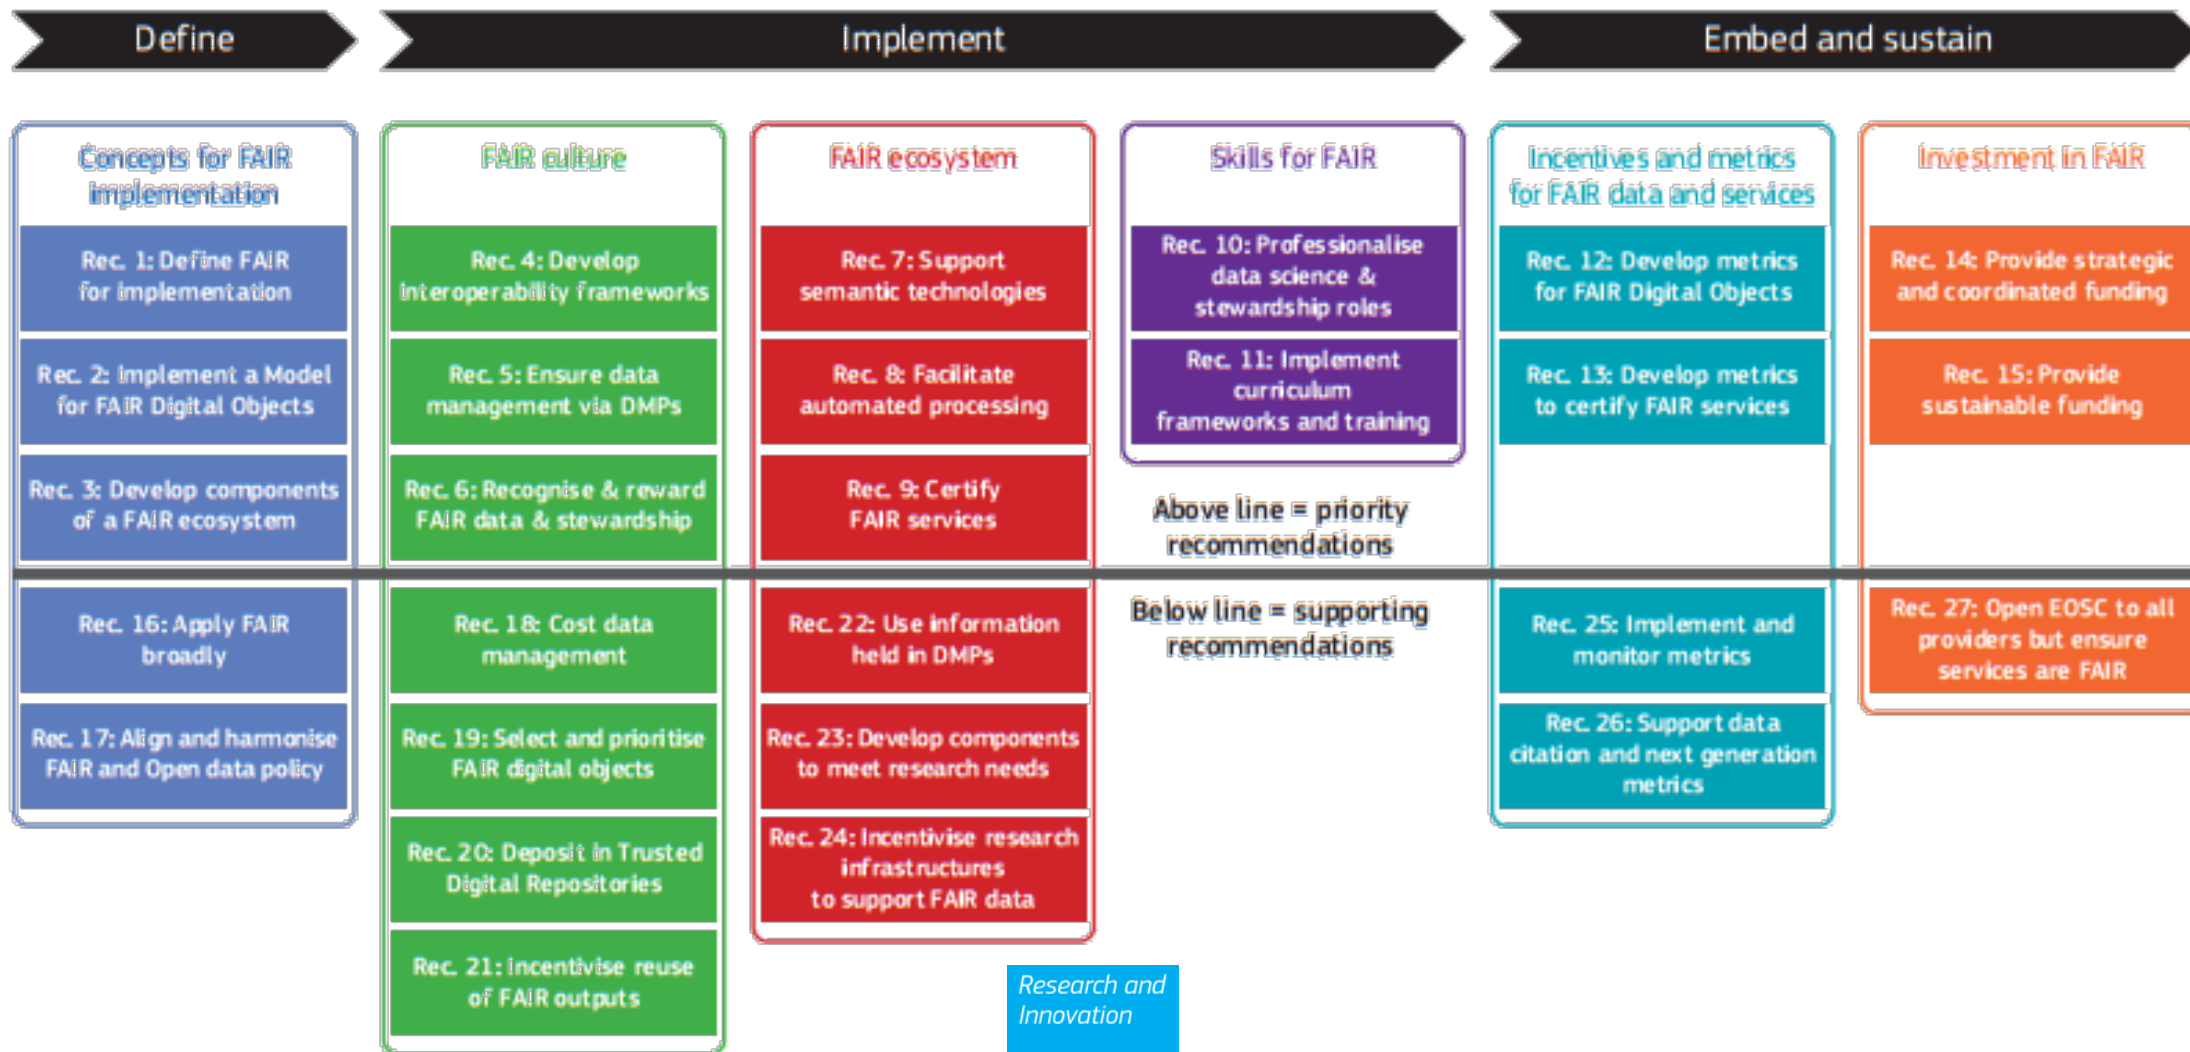 Define
Implement
Embed and sustain
Concepts for FAIR
implementation
Rec. 1: Define FAIR
for implementation
Rec. 2: Implement a Model
for FAIR Digital Objects
Rec. 3: Develop components
of a FAIR ecosystem
Rec. 16: Apply FAIR
broadly
Rec. 17: Align and harmonise
FAIR and Open data policy
FAIR culture
Rec. 4: Develop
interoperability frameworks
Rec. 5: Ensure data
management via DMPs
Rec. 6: Recognise & reward
FAIR data & stewardship
Rec. 18: Cost data
management
Rec. 19: Select and prioritise
FAIR digital objects
Rec. 20: Deposit in Trusted
Digital Repositories
Rec. 21: Incentivise reuse
of FAIR outputs
FAIR ecosystem
Rec. 7: Support
semantic technologies
Rec. 8: Facilitate
automated processing
Rec. 9: Certify
FAIR services
Rec. 22: Use information
held in DMPs
Rec. 23: Develop components
to meet research needs
Rec. 24: Incentivise research
infrastructures
to support FAIR data
Skills for FAIR
Rec. 10: Professionalise
data science &
stewardship roles
Rec. 11: Implement
curriculum
frameworks and training
Above line = priority
recommendations
Below line = supporting
recommendations
Incentives and metrics
for FAIR data and services
Rec. 12: Develop metrics
for FAIR Digital Objects
Rec. 13: Develop metrics
to certify FAIR services
Rec. 25: Implement and
monitor metrics
Rec. 26: Support data
citation and next generation
metrics
Investment in FAIR
Rec. 14: Provide strategic
and coordinated funding
Rec. 15: Provide
sustainable funding
Rec. 27: Open EOSC to all
providers but ensure
services are FAIR
Research and
Innovation